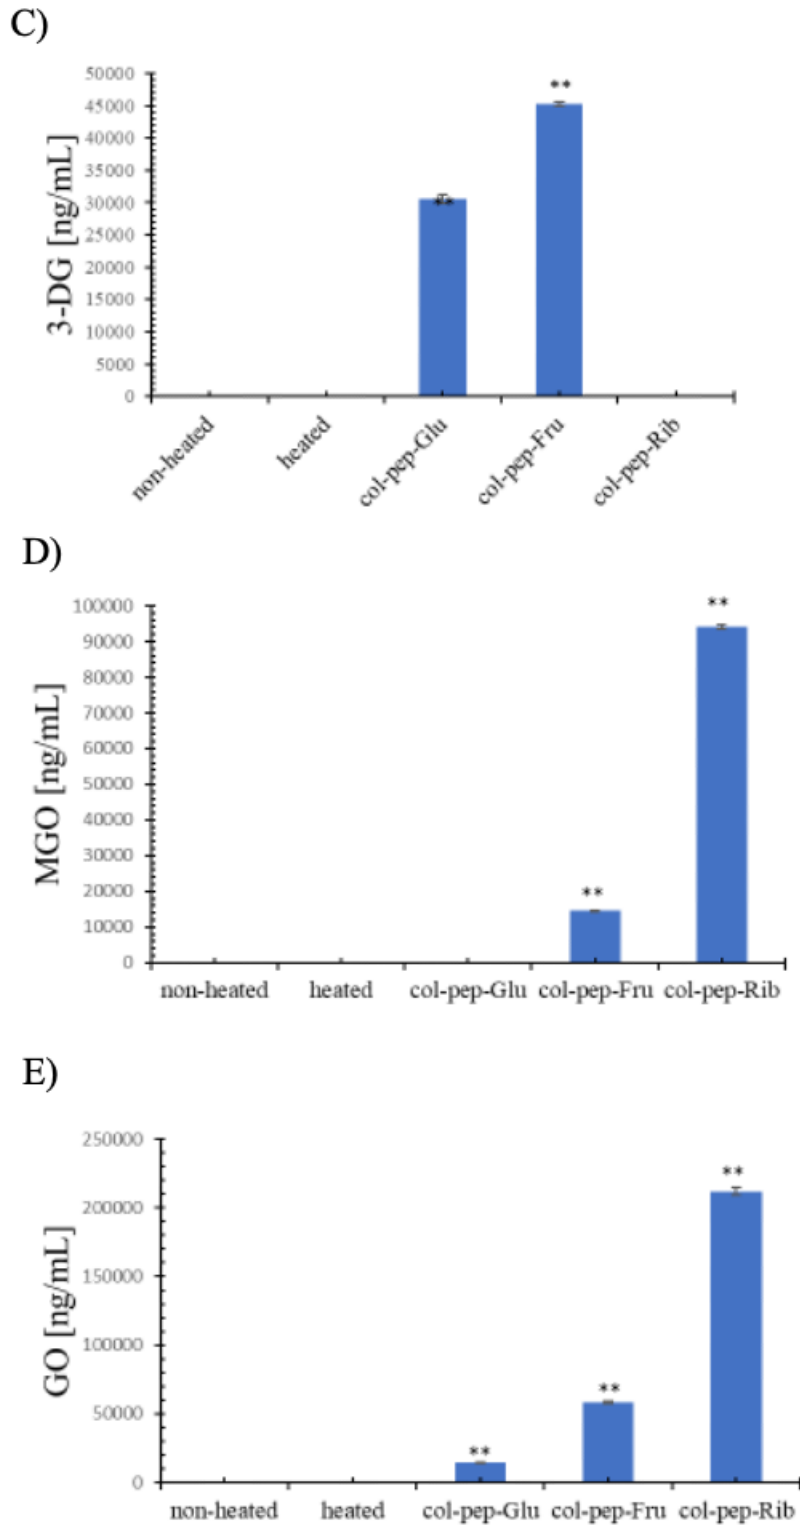 C)
3-DG [ng/mL]
50000
45000
40000
35000
30000
25000
20000
15000
10000
5000
0
**
**
non-heated
heated
col-pep-Glu
col-pep-Fru
col-pep-Rib
D)
MGO [ng/mL]
100000
90000
80000
70000
60000
50000
40000
30000
20000
10000
0
**
**
non-heated heated col-pep-Glu col-pep-Fru col-pep-Rib
E)
GO [ng/mL]
250000
200000
150000
100000
50000
0
**
**
**
non-heated heated col-pep-Glu col-pep-Fru col-pep-Rib